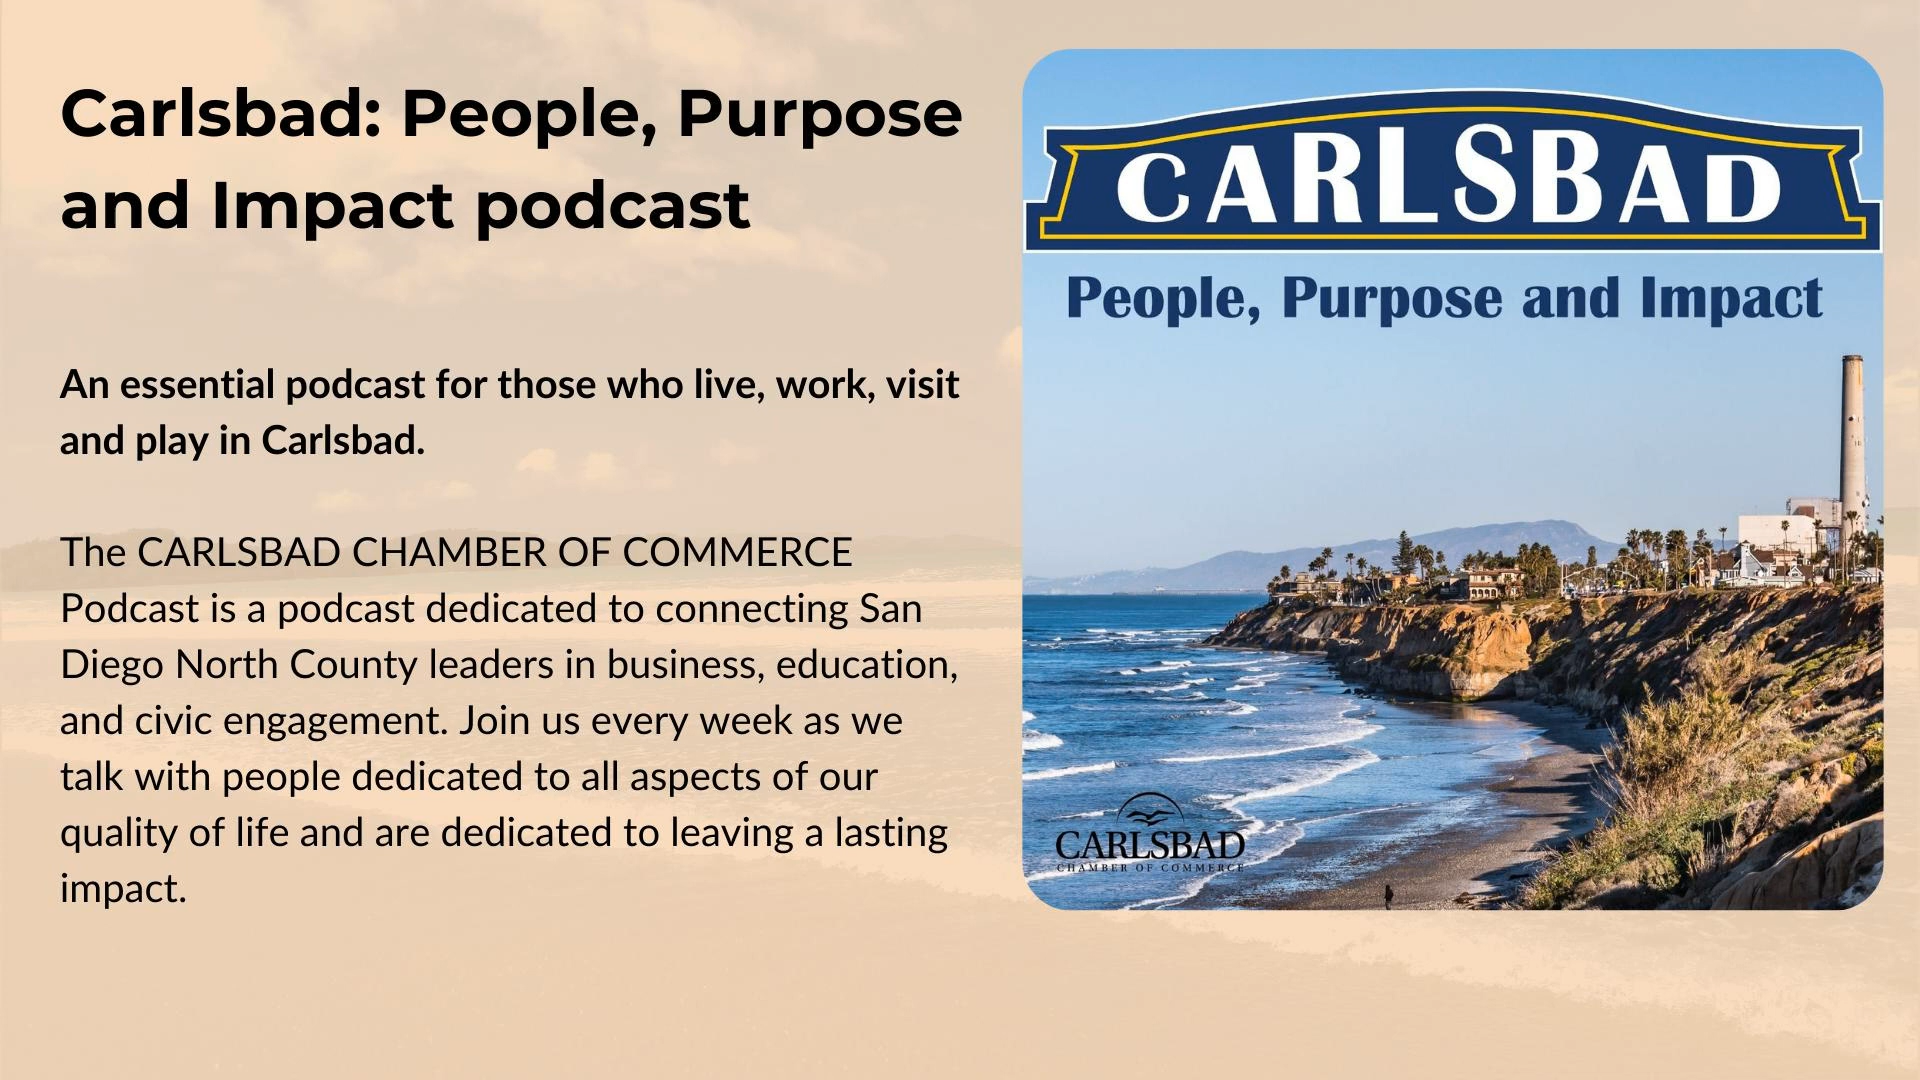 Carlsbad: People, Purpose
and Impact podcast
An essential podcast for those who live, work, visit
and play in Carlsbad.
The CARLSBAD CHAMBER OF COMMERCE
Podcast is a podcast dedicated to connecting San
Diego North County leaders in business, education,
and civic engagement. Join us every week as we
talk with people dedicated to all aspects of our
quality of life and are dedicated to leaving a lasting
impact.
CARLSBAD
People, Purpose and Impact
CARLSBAD
CHAMBER OF COMMERCE